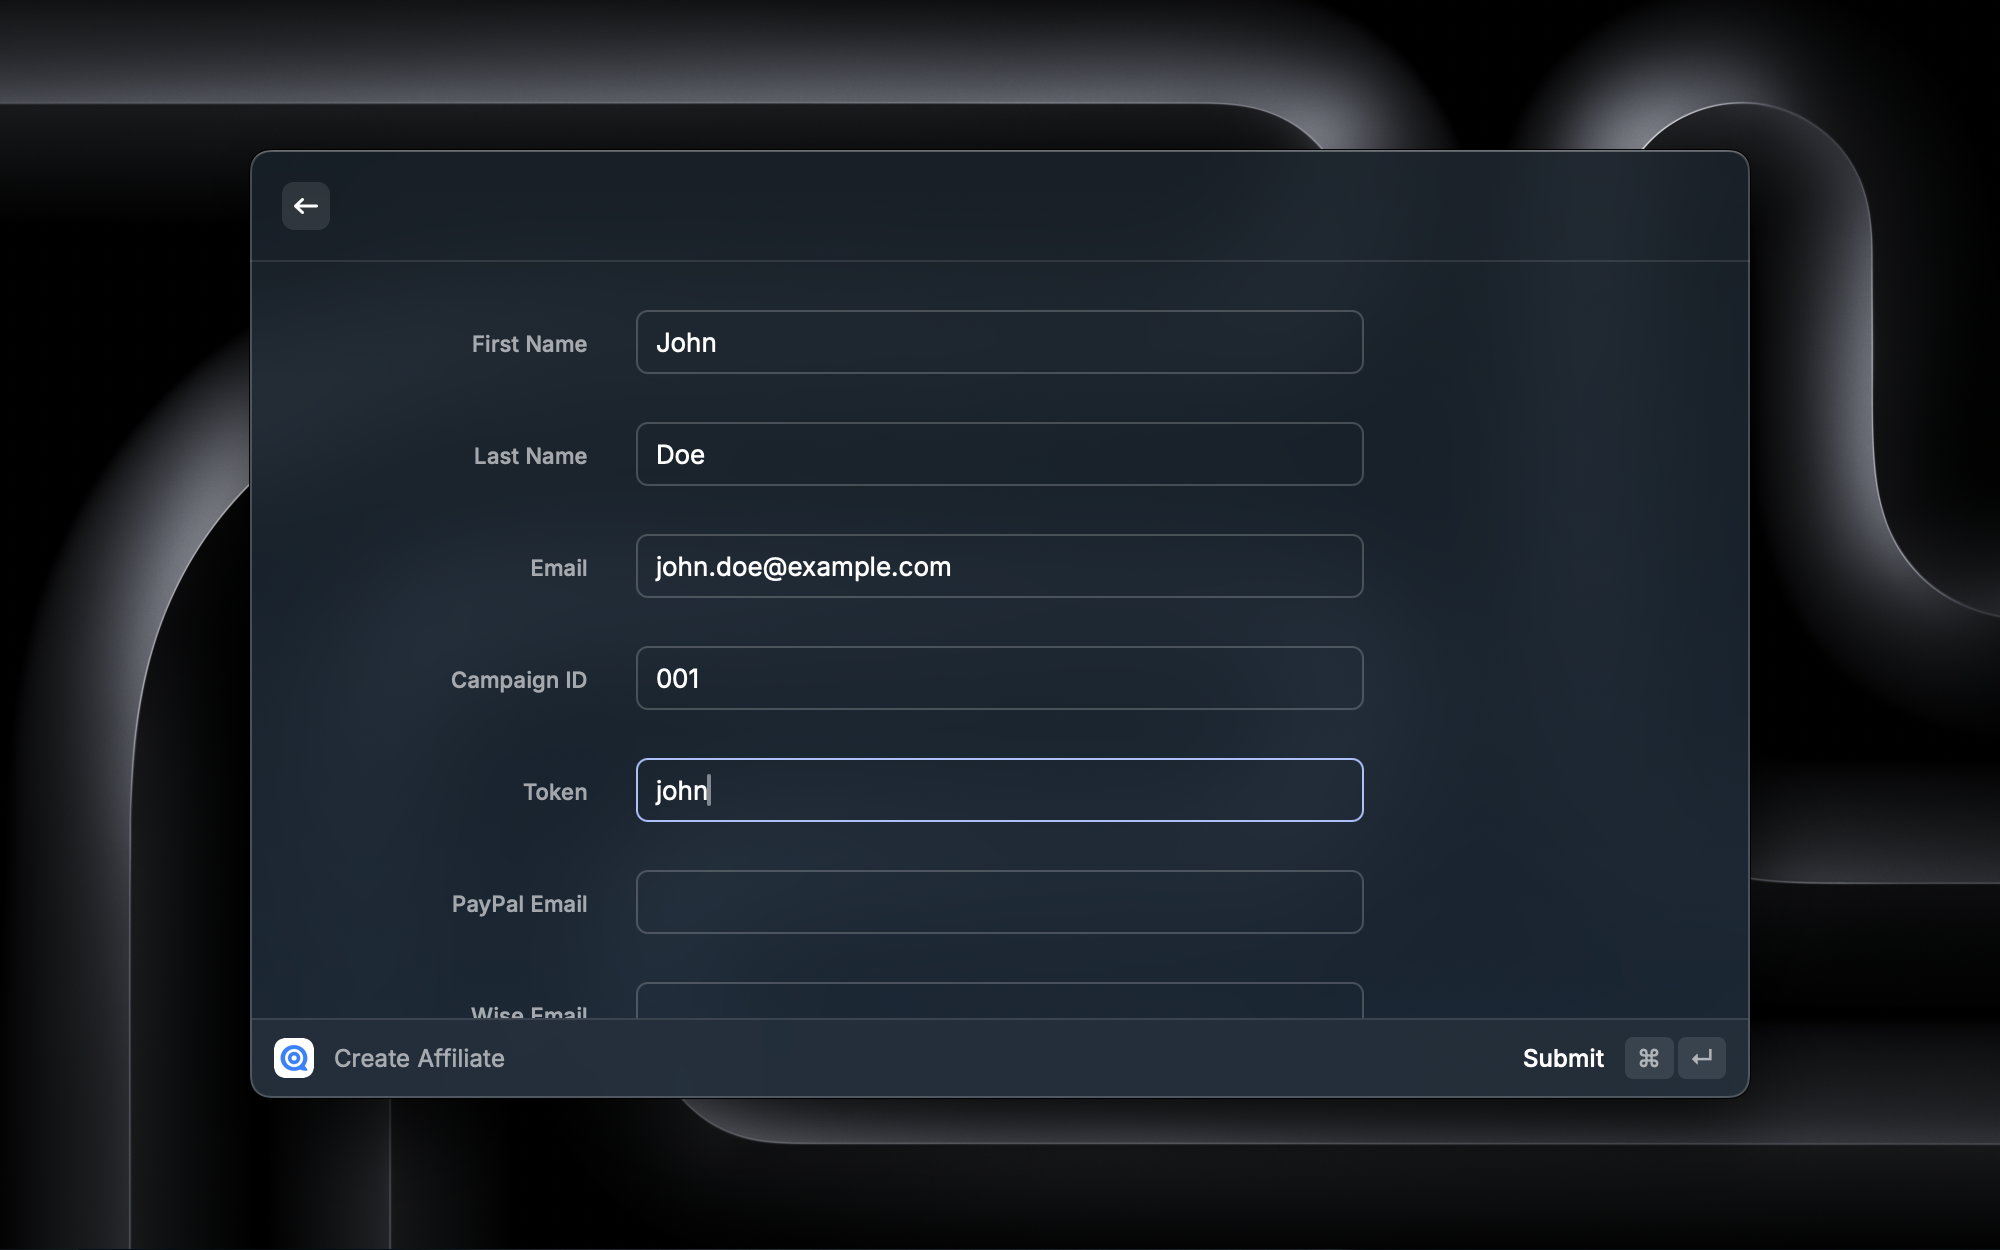 First Name
John
Last Name
Doe
Email
john.doe@example.com
Campaign ID
001
Token
john
PayPal Email
Wise Email
Create Affiliate
Submit ⌘ ↵